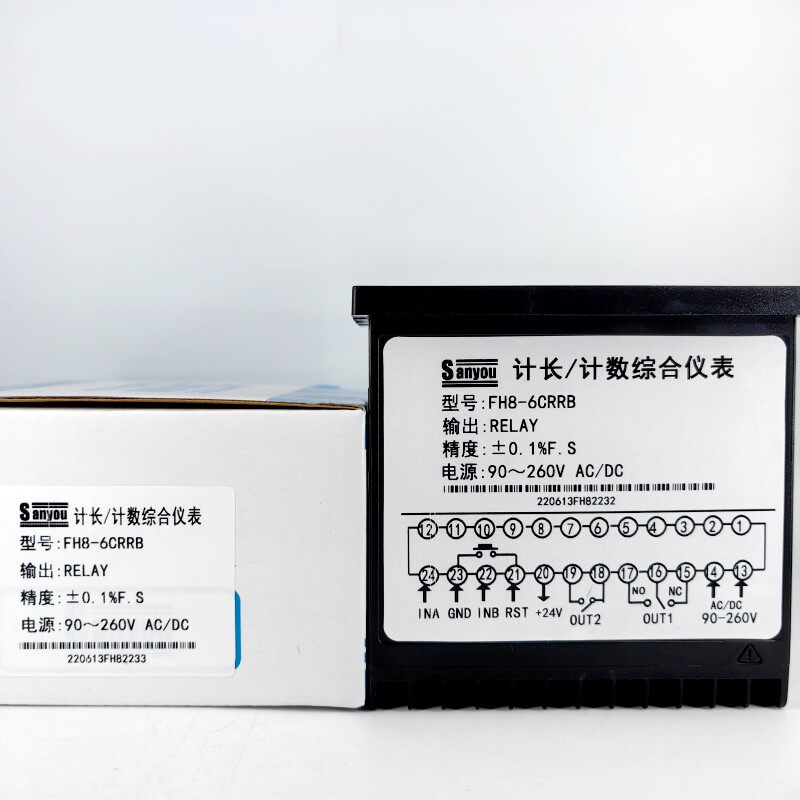 Sanyou 计长/计数综合仪表
型号:FH8-6CRRB
输出:RELAY
精度:±0.1%F.S
电源:90～260V AC/DC
220613FH82233
Sanyou 计长/计数综合仪表
型号:FH8-6CRRB
输出:RELAY
精度:±0.1%F.S
电源:90～260V AC/DC
220613FH82232
12 11 10 9 8 7 6 5 4 3 2 1
24 23 22 21 20 19 18 17 16 15 14 13
NO NC
INA GND INB RST +24V OUT2 OUT1 AC/DC
90-260V